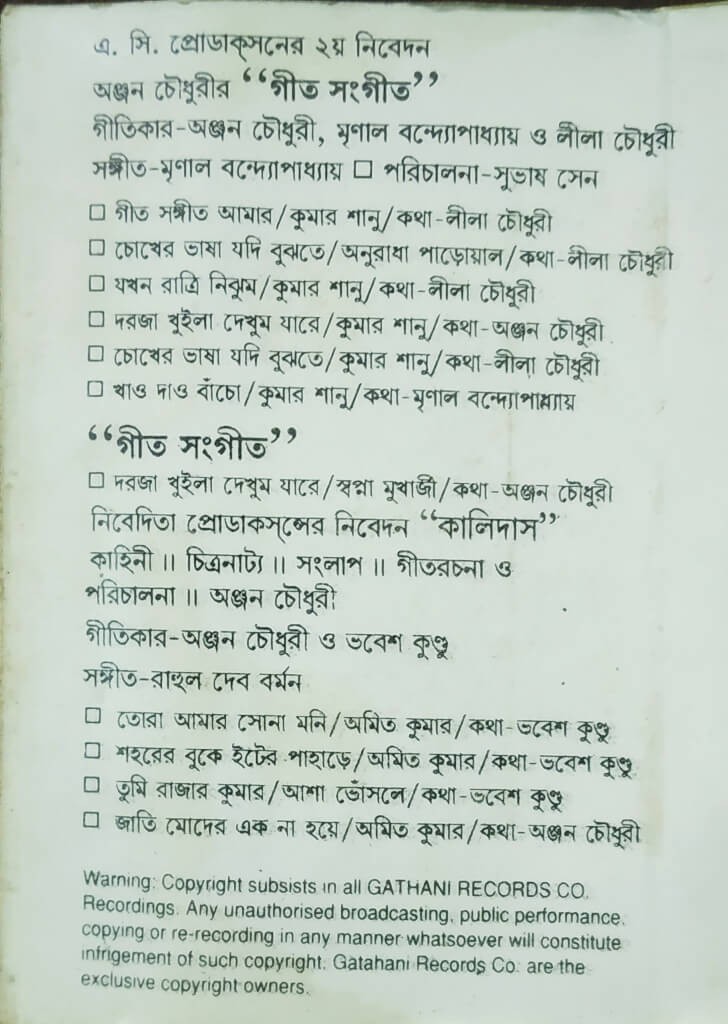 এ. সি. প্রোডাক্সনের ২য় নিবেদন
অঞ্জন চৌধুরীর “গীত সংগীত”
গীতিকার-অঞ্জন চৌধুরী, মৃণাল বন্দ্যোপাধ্যায় ও লীলা চৌধুরী
সঙ্গীত-মৃণাল বন্দ্যোপাধ্যায় □ পরিচালনা-সুভাষ সেন
□ গীত সঙ্গীত আমার/কুমার শানু/কথা-লীলা চৌধুরী
□ চোখের ভাষা যদি বুঝতে/অনুরাধা পাড়োয়াল/কথা-লীলা চৌধুরী
□ যখন রাত্রি নিঝুম/কুমার শানু/কথা-লীলা চৌধুরী
□ দরজা খুইলা দেখুম যারে/কুমার শানু/কথা-অঞ্জন চৌধুরী
□ চোখের ভাষা যদি বুঝতে/কুমার শানু/কথা-লীলা চৌধুরী
□ খাও দাও বাঁচো/কুমার শানু/কথা-মৃণাল বন্দ্যোপাধ্যায়
“গীত সংগীত”
□ দরজা খুইলা দেখুম যারে/স্বপ্না মুখার্জী/কথা-অঞ্জন চৌধুরী
নিবেদিতা প্রোডাকসন্সের নিবেদন “কালিদাস”
কাহিনী ॥ চিত্রনাট্য ॥ সংলাপ ॥ গীতরচনা ও
পরিচালনা ॥ অঞ্জন চৌধুরী
গীতিকার-অঞ্জন চৌধুরী ও ভবেশ কুণ্ডু
সঙ্গীত-রাহুল দেব বর্মন
□ তোরা আমার সোনা মনি/অমিত কুমার/কথা-ভবেশ কুণ্ডু
□ শহরের বুকে ইটের পাহাড়ে/অমিত কুমার/কথা-ভবেশ কুণ্ডু
□ তুমি রাজার কুমার/আশা ভোঁসলে/কথা-ভবেশ কুণ্ডু
□ জাতি মোদের এক না হয়ে/অমিত কুমার/কথা-অঞ্জন চৌধুরী
Warning: Copyright subsists in all GATHANI RECORDS CO.
Recordings. Any unauthorised broadcasting, public performance,
copying or re-recording in any manner whatsoever will constitute
infrigement of such copyright. Gatahani Records Co. are the
exclusive copyright owners.